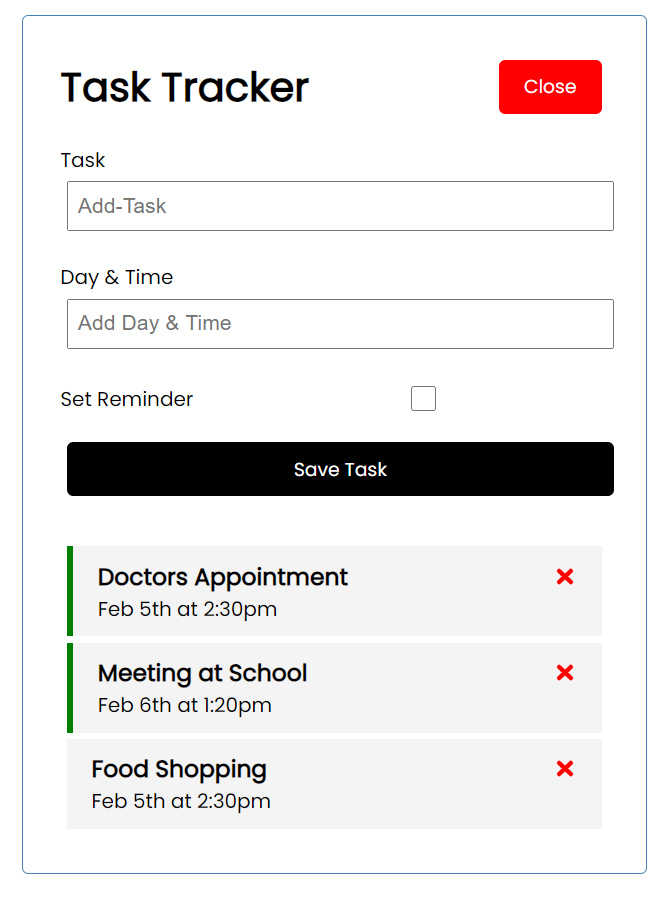 Task Tracker
Close
Task
Add-Task
Day & Time
Add Day & Time
Set Reminder
Save Task
Doctors Appointment
Feb 5th at 2:30pm
Meeting at School
Feb 6th at 1:20pm
Food Shopping
Feb 5th at 2:30pm